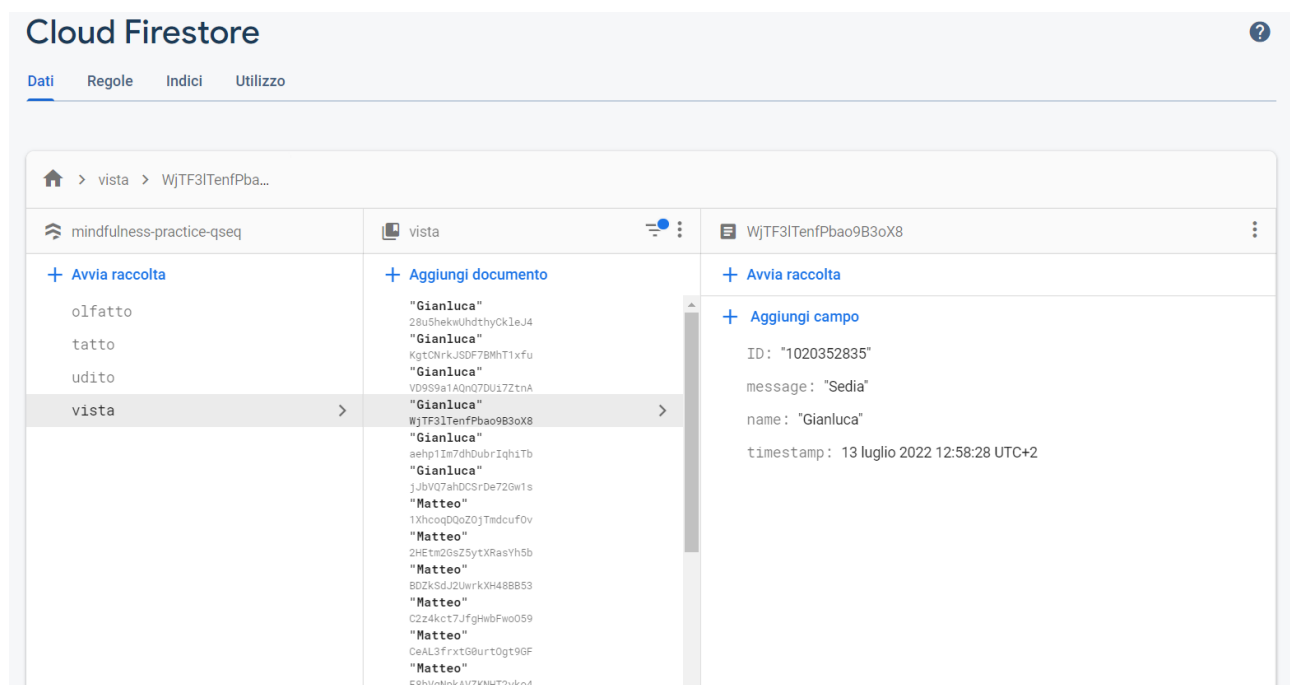 Cloud Firestore
Dati Regole Indici Utilizzo
vista WjTF3lTenfPba...
mindfulness-practice-qseq
Avvia raccolta
olfatto
tatto
udito
vista
vista
Aggiungi documento
"Gianluca"
28u5hekwUhdthyCkleJ4
"Gianluca"
KgtCNrkJSDF7BMhT1xfu
"Gianluca"
VD9S9a1AQnQ7DUi7ZtnA
"Gianluca"
WjTF3lTenfPbao9B3oX8
"Gianluca"
aehp1Im7dhDubrIqhiTb
"Gianluca"
jJbVQ7ahDCSrDe72Gw1s
"Matteo"
1XhcoqDQoZOjTmdcufOv
"Matteo"
2HEtm2GsZ5ytXRasYh5b
"Matteo"
BDZkSdJ2UwrkXH48BB53
"Matteo"
C2z4kct7JfgHwbFwoO59
"Matteo"
CeAL3frxtG0urtOgt9GF
"Matteo"
WjTF3lTenfPbao9B3oX8
Avvia raccolta
Aggiungi campo
ID: "1020352835"
message: "Sedia"
name: "Gianluca"
timestamp: 13 luglio 2022 12:58:28 UTC+2